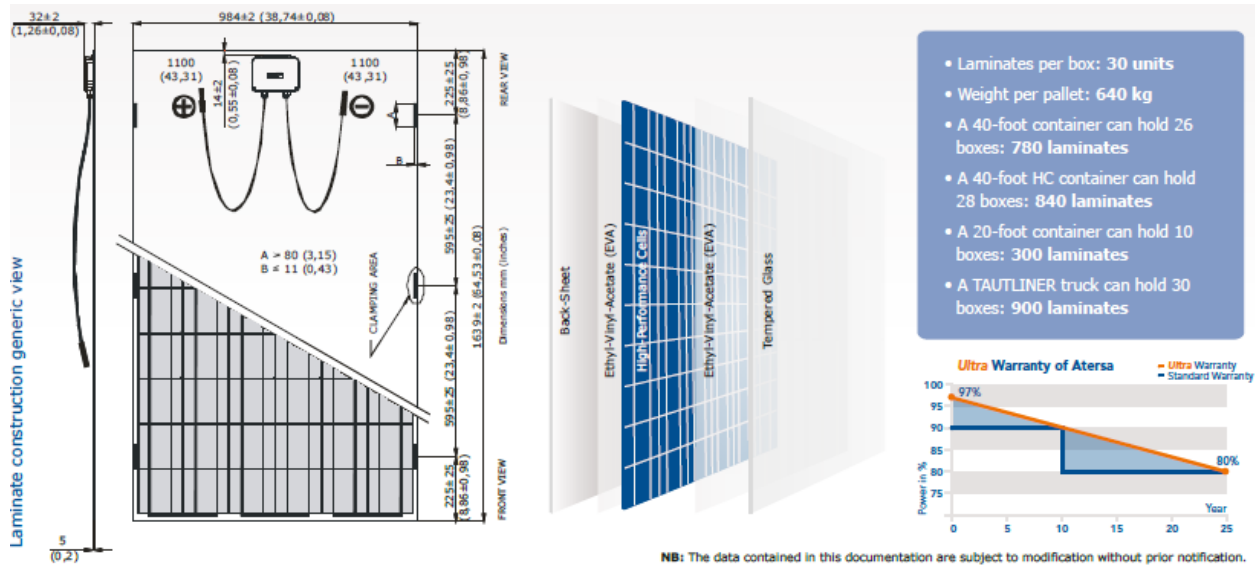 Laminate construction generic view
32±2
(1,26±0,08)
984±2 (38,74±0,08)
1100
(43,31)
1100
(43,31)
14±2
(0,55±0,08)
A
B
225±25
(8,86±0,98)
REAR VIEW
595±25 (23,4±0,98)
A > 80 (3,15)
B ≤ 11 (0,43)
CLAMPING AREA
1639±2 (64,53±0,08)
Dimensions mm (inches)
595±25 (23,4±0,98)
225±25
(8,86±0,98)
FRONT VIEW
5
(0,2)
Back-Sheet
Ethyl-Vinyl-Acetate (EVA)
High-Performance Cells
Ethyl-Vinyl-Acetate (EVA)
Tempered Glass
• Laminates per box: 30 units
• Weight per pallet: 640 kg
• A 40-foot container can hold 26
boxes: 780 laminates
• A 40-foot HC container can hold
28 boxes: 840 laminates
• A 20-foot container can hold 10
boxes: 300 laminates
• A TAUTLINER truck can hold 30
boxes: 900 laminates
Ultra Warranty of Atersa
Ultra Warranty
Standard Warranty
Power in %
100
95
90
85
80
75
97%
80%
Year
0 5 10 15 20 25
NB: The data contained in this documentation are subject to modification without prior notification.